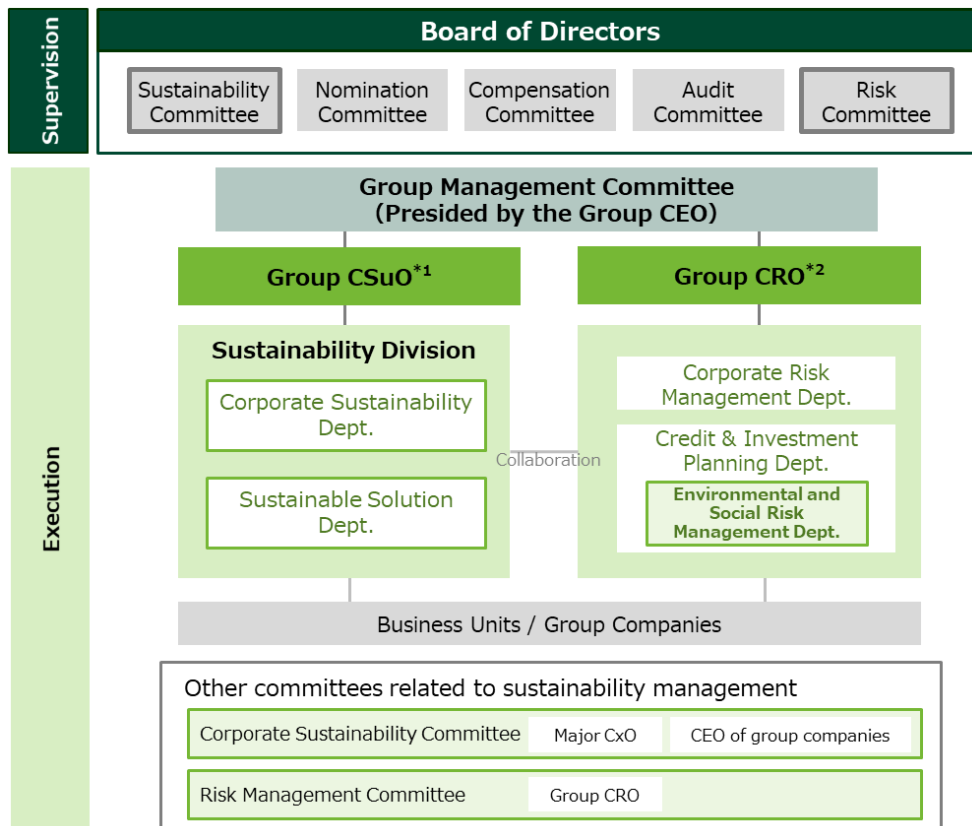 Supervision
Board of Directors
Sustainability
Committee
Nomination
Committee
Compensation
Committee
Audit
Committee
Risk
Committee
Execution
Group Management Committee
(Presided by the Group CEO)
Group CSuO*1
Group CRO*2
Sustainability Division
Corporate Sustainability
Dept.
Sustainable Solution
Dept.
Collaboration
Corporate Risk
Management Dept.
Credit & Investment
Planning Dept.
Environmental and
Social Risk
Management Dept.
Business Units / Group Companies
Other committees related to sustainability management
Corporate Sustainability Committee Major CxO CEO of group companies
Risk Management Committee Group CRO